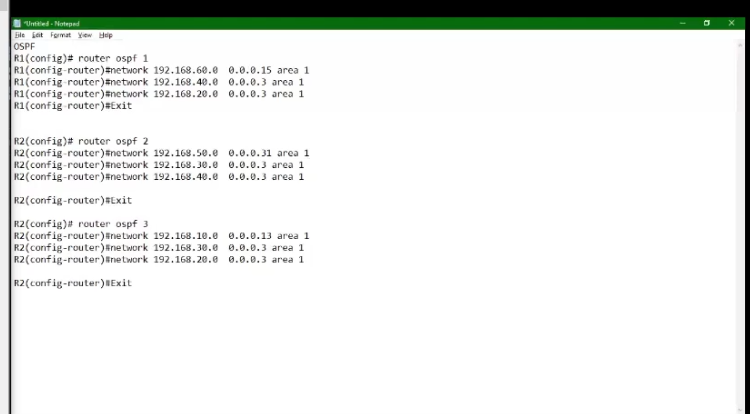 *Untitled - Notepad
File Edit Format View Help
OSPF
R1(config)# router ospf 1
R1(config-router)#network 192.168.60.0  0.0.0.15 area 1
R1(config-router)#network 192.168.40.0  0.0.0.3 area 1
R1(config-router)#network 192.168.20.0  0.0.0.3 area 1
R1(config-router)#Exit
R2(config)# router ospf 2
R2(config-router)#network 192.168.50.0  0.0.0.31 area 1
R2(config-router)#network 192.168.30.0  0.0.0.3 area 1
R2(config-router)#network 192.168.40.0  0.0.0.3 area 1
R2(config-router)#Exit
R2(config)# router ospf 3
R2(config-router)#network 192.168.10.0  0.0.0.13 area 1
R2(config-router)#network 192.168.30.0  0.0.0.3 area 1
R2(config-router)#network 192.168.20.0  0.0.0.3 area 1
R2(config-router)#Exit